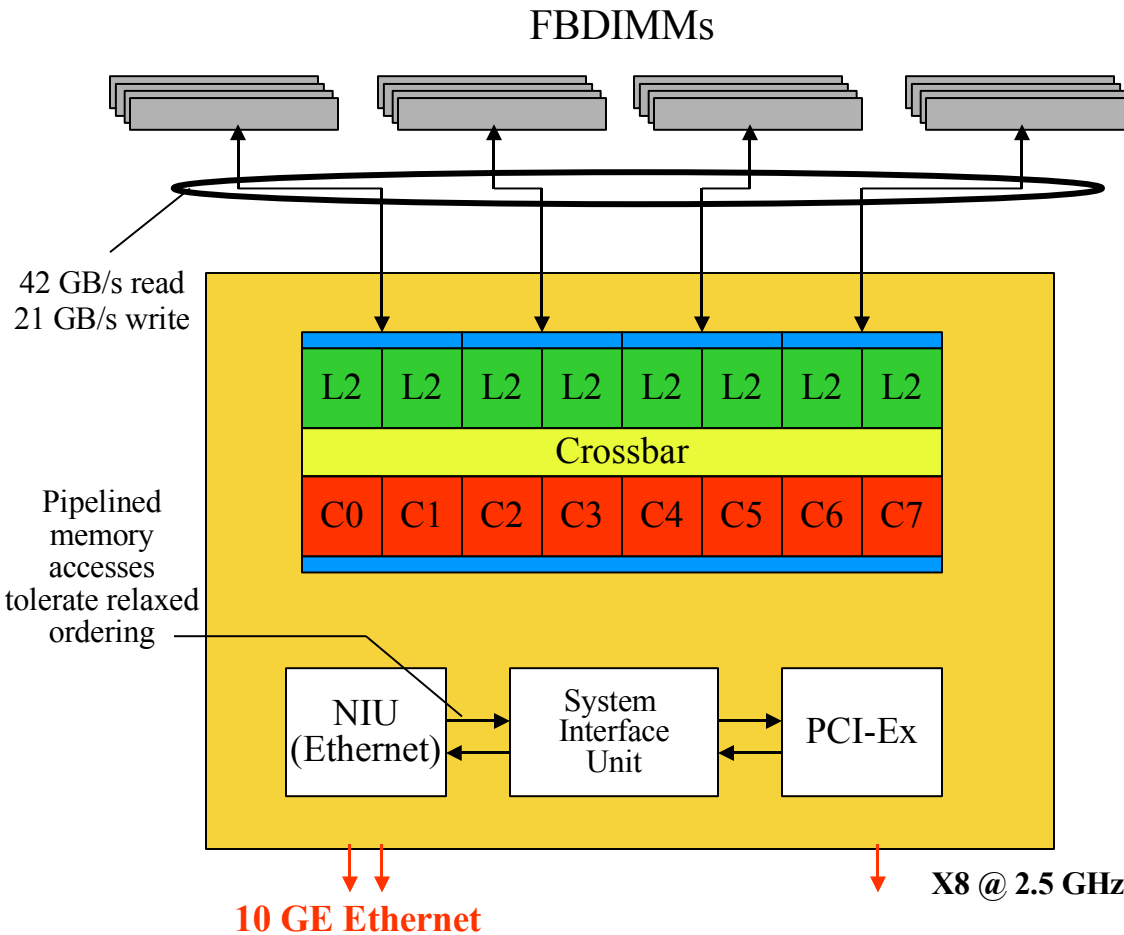 FBDIMMs
42 GB/s read
21 GB/s write
L2 L2 L2 L2 L2 L2 L2 L2
Crossbar
C0 C1 C2 C3 C4 C5 C6 C7
Pipelined
memory
accesses
tolerate relaxed
ordering
NIU
(Ethernet)
System
Interface
Unit
PCI-Ex
X8 @ 2.5 GHz
10 GE Ethernet